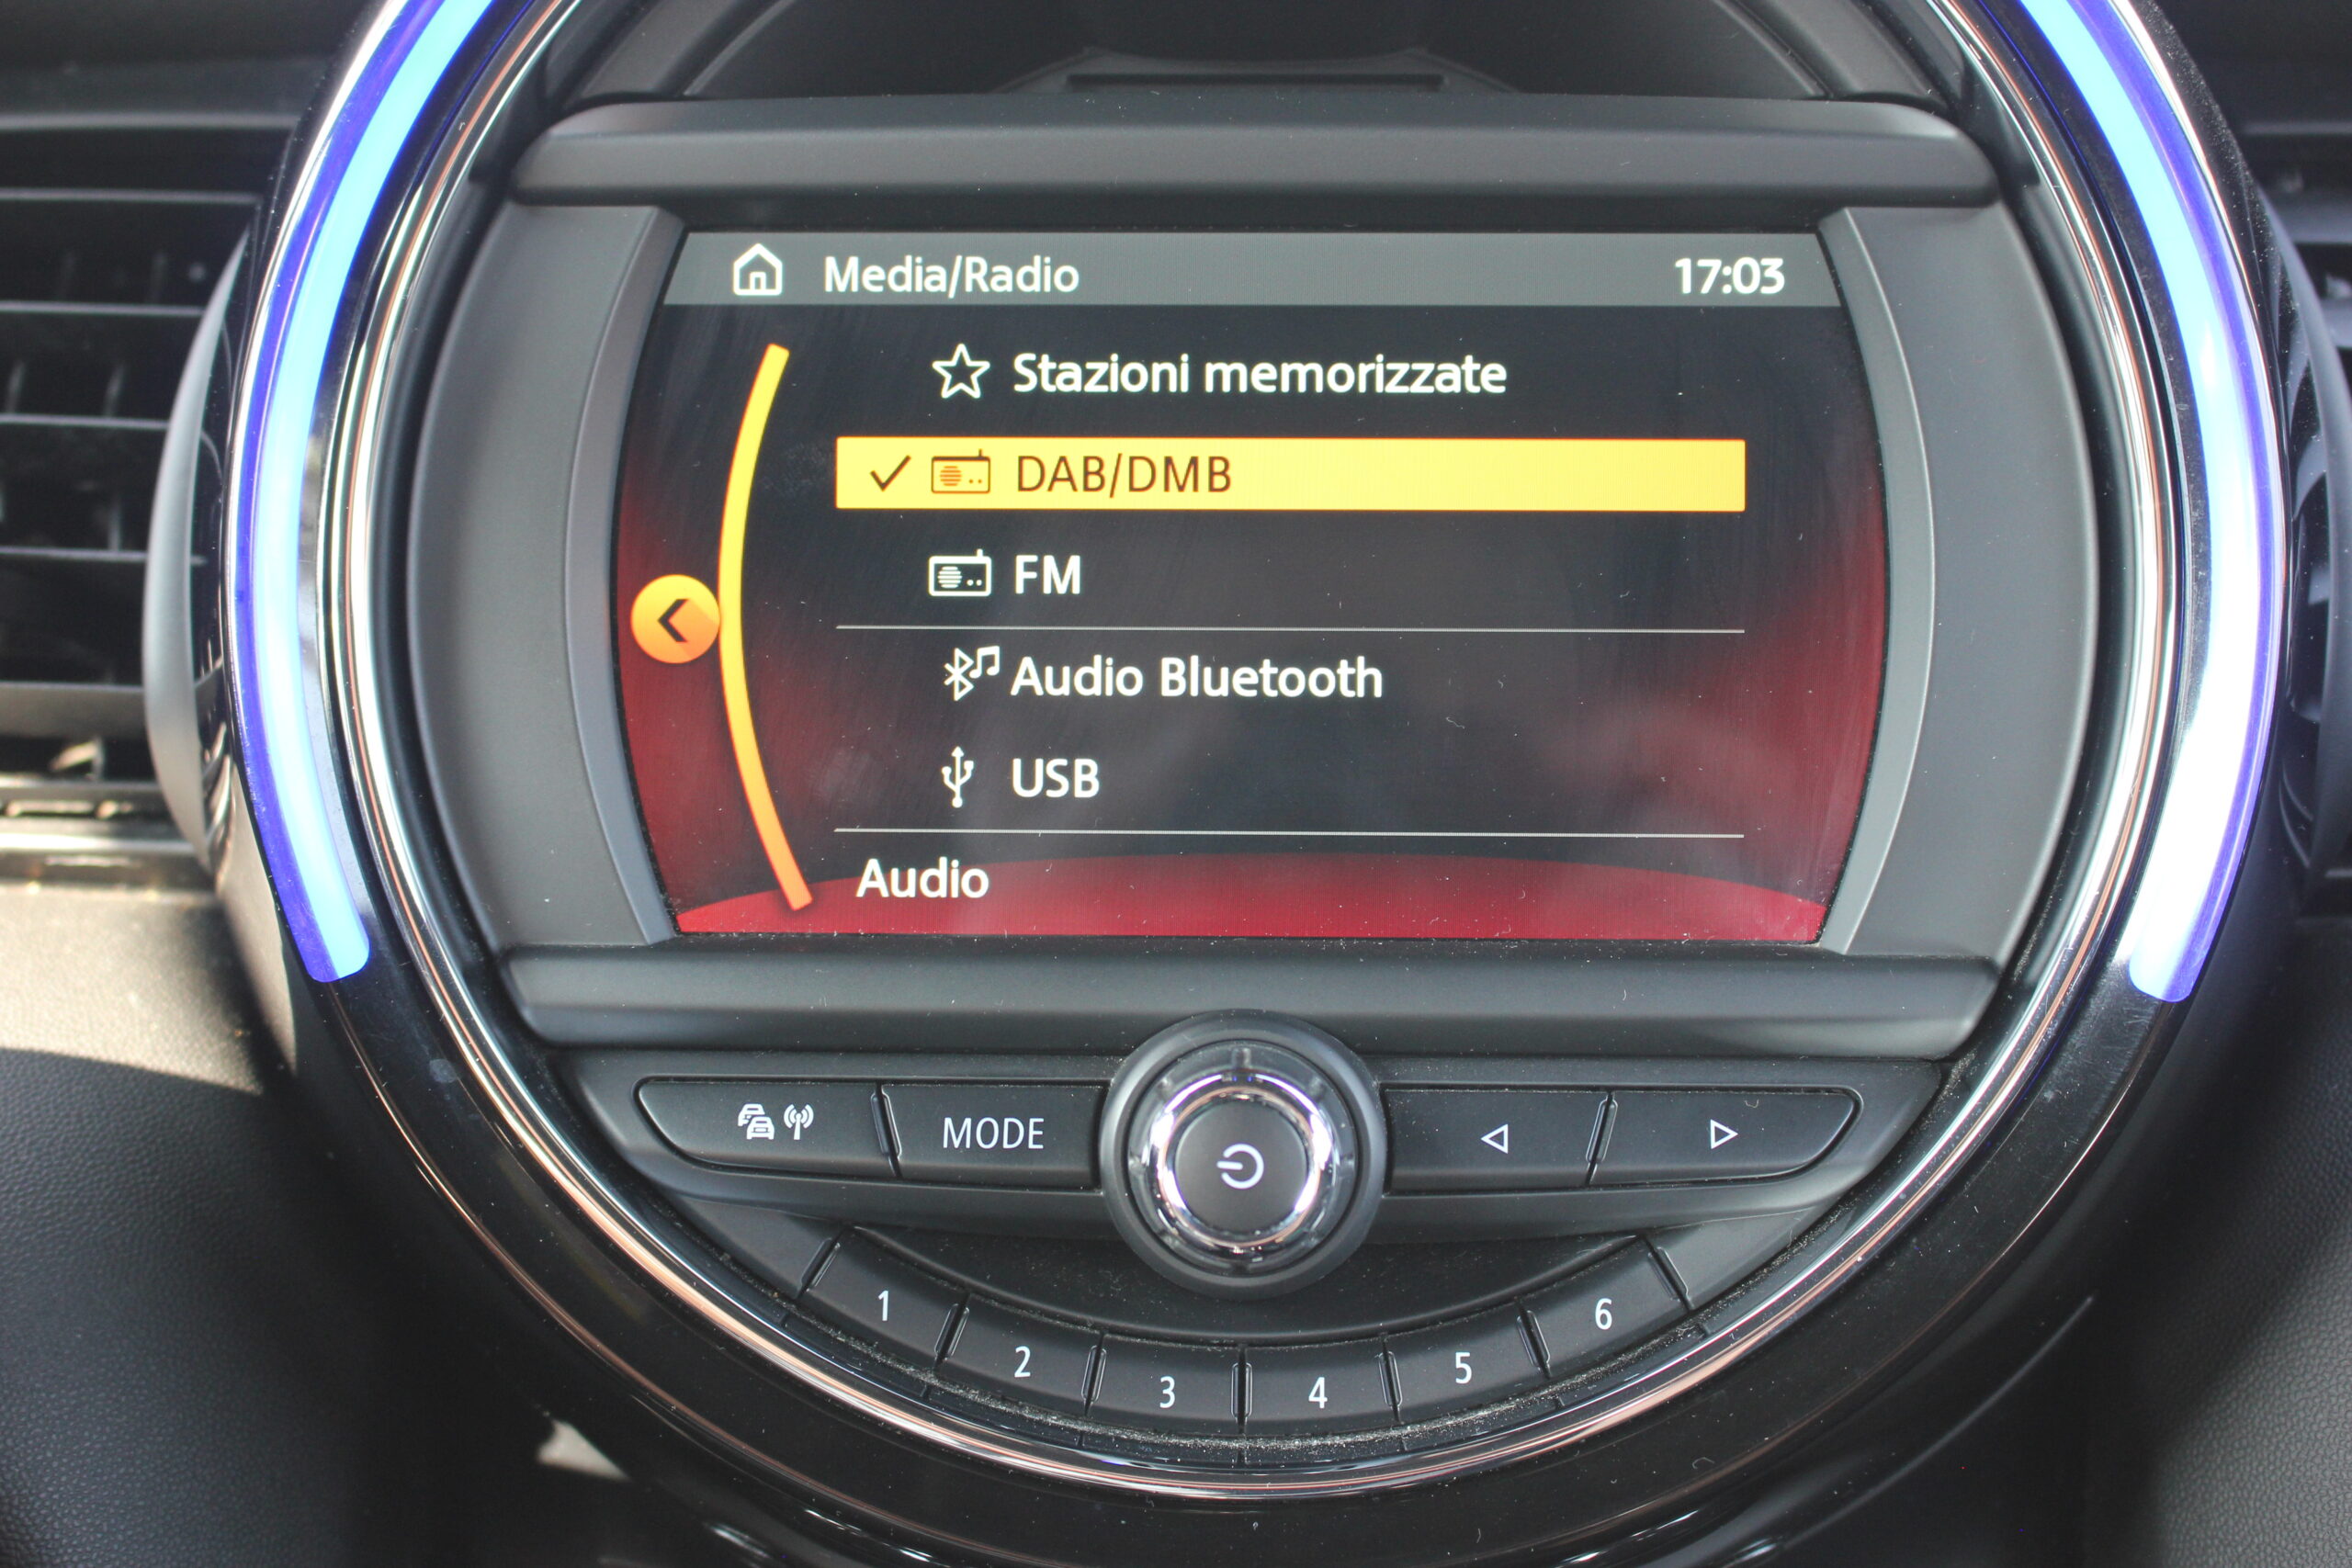 Media/Radio 17:03
Stazioni memorizzate
DAB/DMB
FM
Audio Bluetooth
USB
Audio
MODE
1 2 3 4 5 6